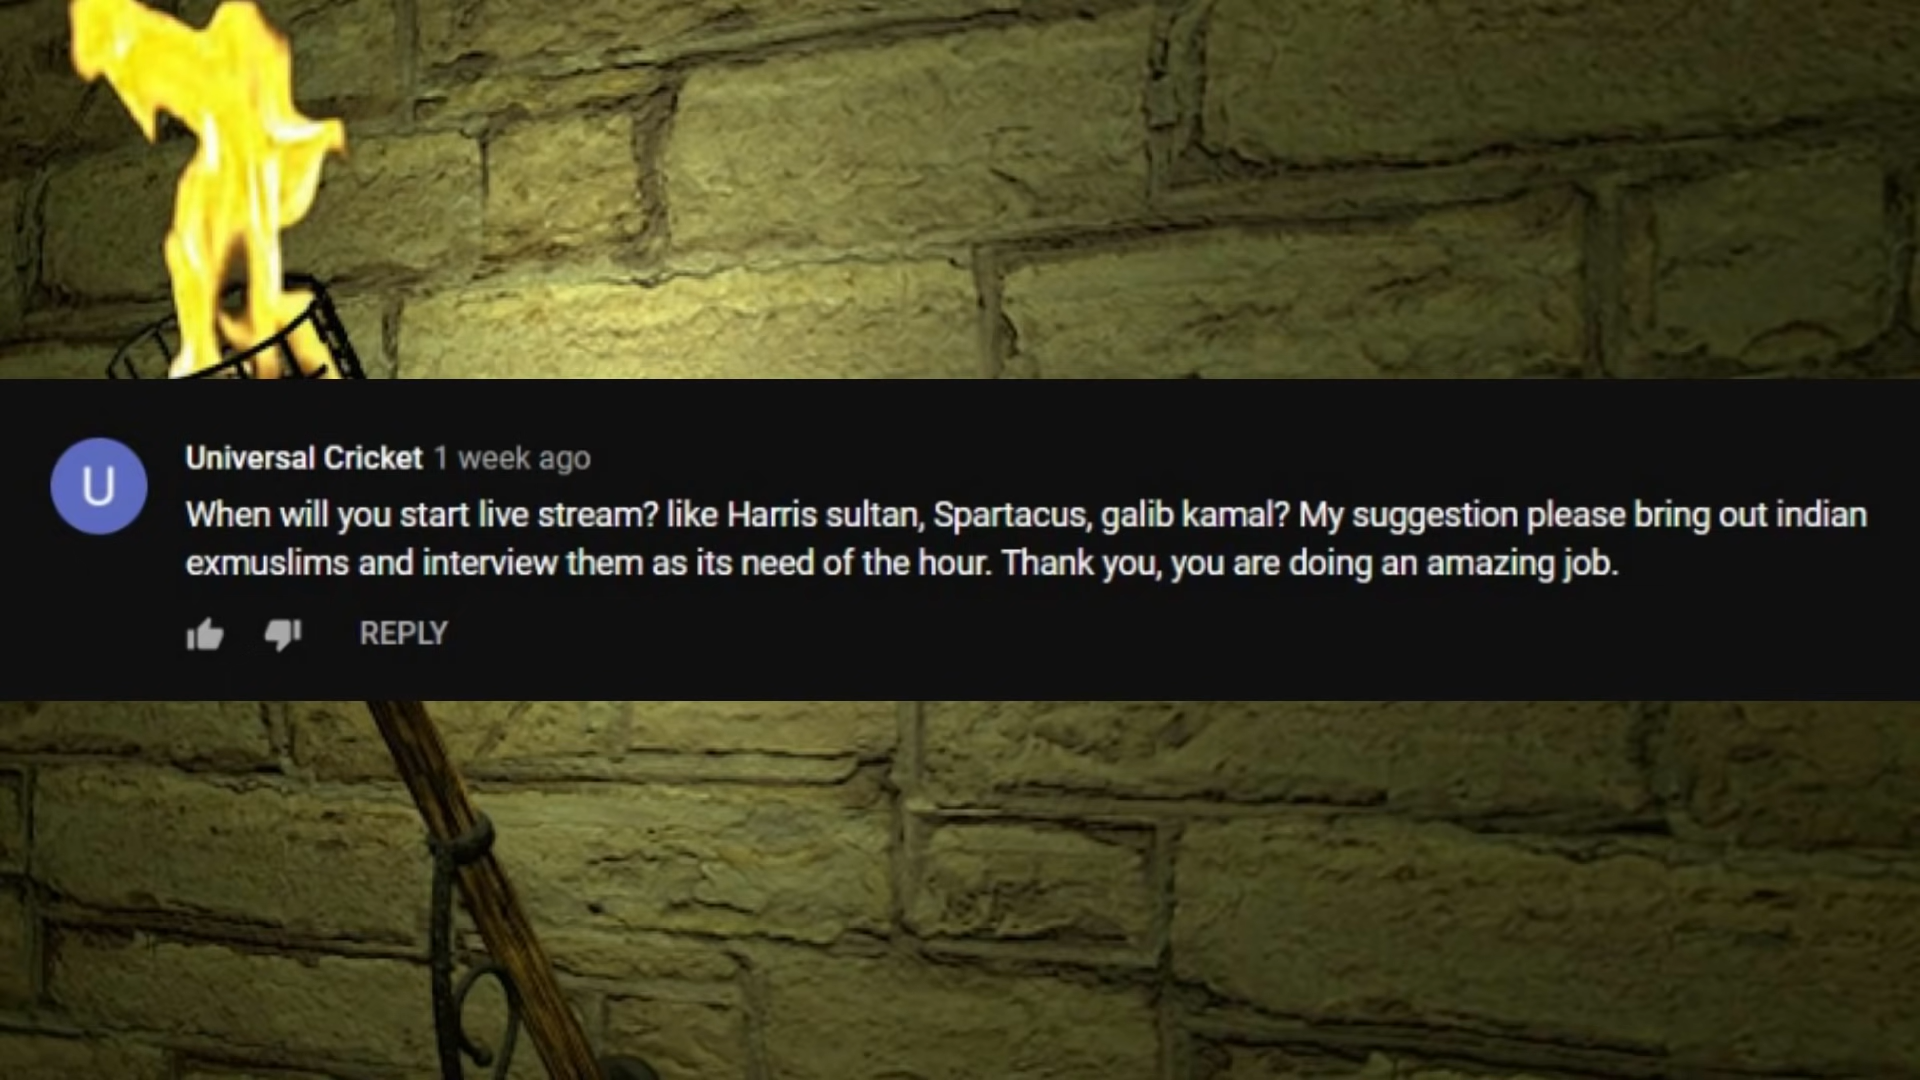 U
Universal Cricket 1 week ago
When will you start live stream? like Harris sultan, Spartacus, galib kamal? My suggestion please bring out indian
exmuslims and interview them as its need of the hour. Thank you, you are doing an amazing job.
REPLY